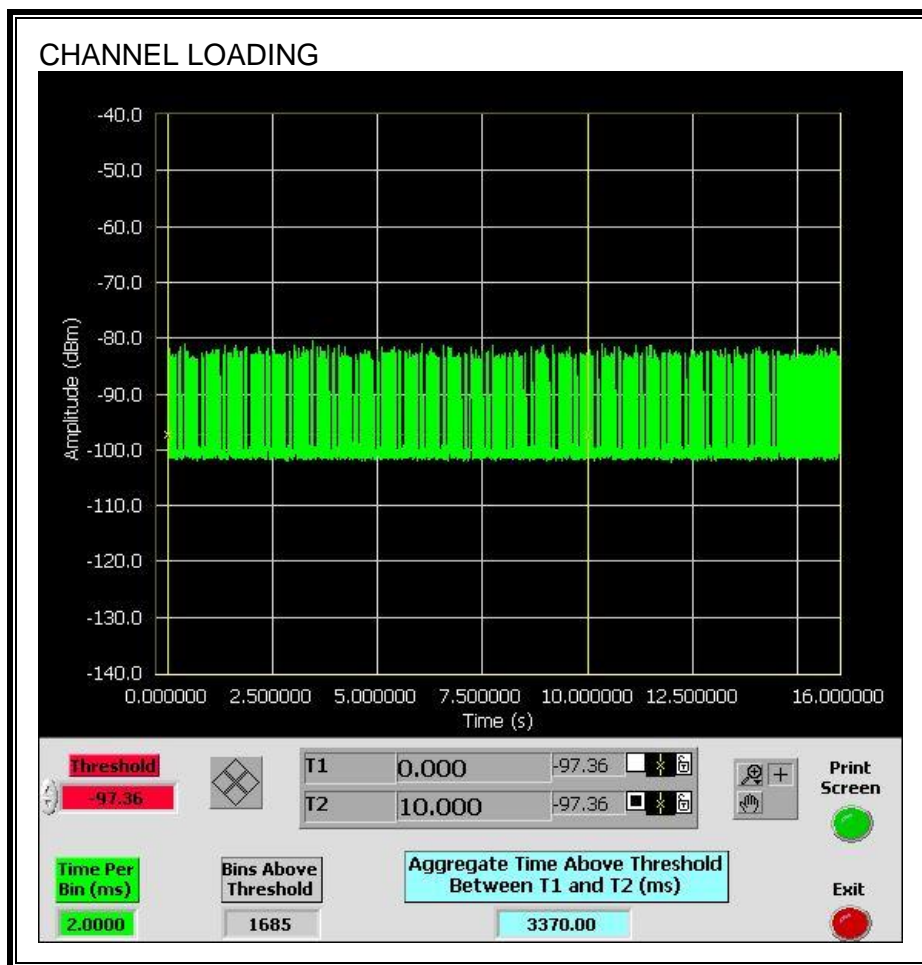 CHANNEL LOADING
-40.0
-50.0
-60.0
-70.0
-80.0
-90.0
-100.0
-110.0
-120.0
-130.0
-140.0
Amplitude (dBm)
0.000000 2.500000 5.000000 7.500000 10.000000 12.500000 16.000000
Time (s)
Threshold
-97.36
T1 0.000 -97.36
T2 10.000 -97.36
Print
Screen
Time Per
Bin (ms)
2.0000
Bins Above
Threshold
1685
Aggregate Time Above Threshold
Between T1 and T2 (ms)
3370.00
Exit